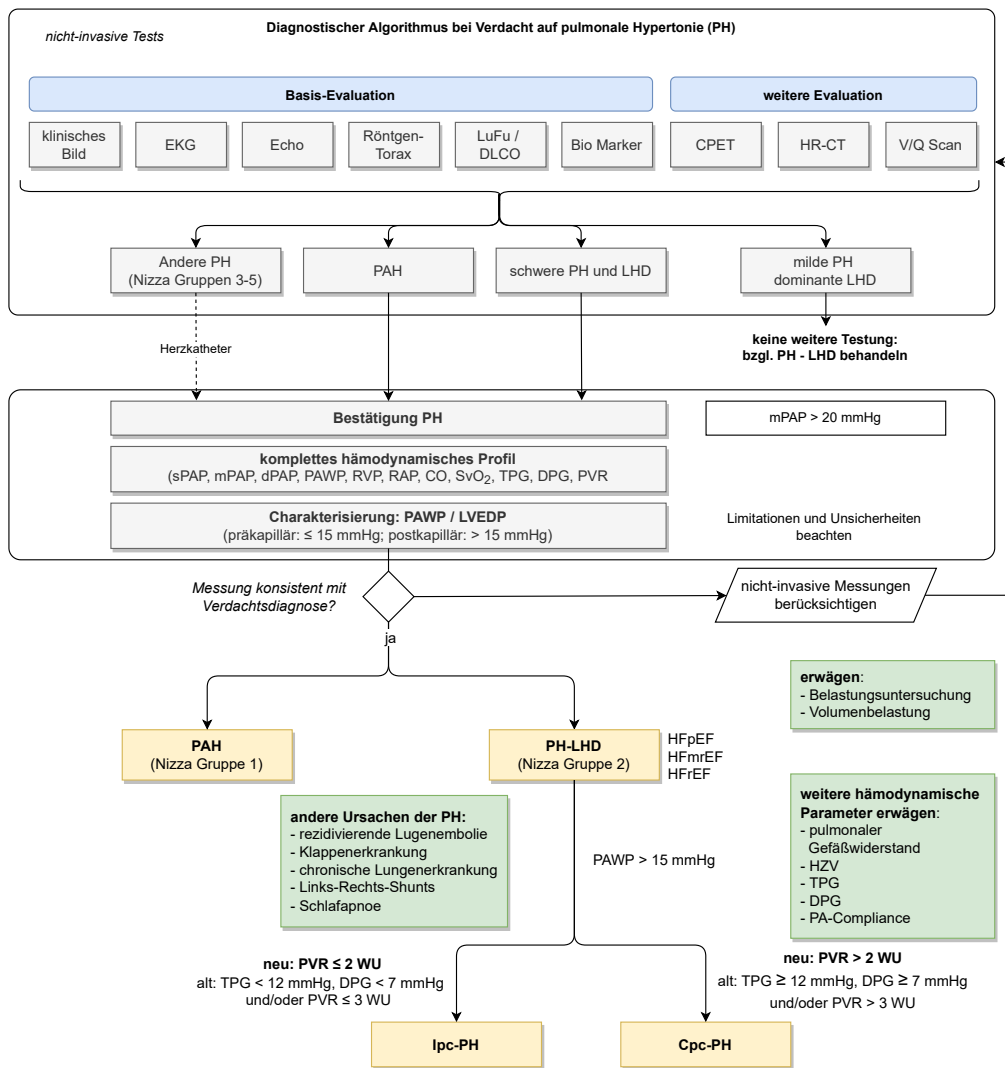 Diagnostischer Algorithmus bei Verdacht auf pulmonale Hypertonie (PH)
nicht-invasive Tests
Basis-Evaluation
weitere Evaluation
klinisches
Bild
EKG
Echo
Röntgen-
Torax
LuFu /
DLCO
Bio Marker
CPET
HR-CT
V/Q Scan
Andere PH
(Nizza Gruppen 3-5)
PAH
schwere PH und LHD
milde PH
dominante LHD
Herzkatheter
keine weitere Testung:
bzgl. PH - LHD behandeln
Bestätigung PH
mPAP > 20 mmHg
komplettes hämodynamisches Profil
(sPAP, mPAP, dPAP, PAWP, RVP, RAP, CO, SvO₂, TPG, DPG, PVR
Charakterisierung: PAWP / LVEDP
(präkapillär: ≤ 15 mmHg; postkapillär: > 15 mmHg)
Limitationen und Unsicherheiten
beachten
Messung konsistent mit
Verdachtsdiagnose?
nicht-invasive Messungen
berücksichtigen
ja
erwägen:
- Belastungsuntersuchung
- Volumenbelastung
PAH
(Nizza Gruppe 1)
PH-LHD
(Nizza Gruppe 2)
HFpEF
HFmrEF
HFrEF
andere Ursachen der PH:
- rezidivierende Lugenembolie
- Klappenerkrankung
- chronische Lungenerkrankung
- Links-Rechts-Shunts
- Schlafapnoe
PAWP > 15 mmHg
weitere hämodynamische
Parameter erwägen:
- pulmonaler
Gefäßwiderstand
- HZV
- TPG
- DPG
- PA-Compliance
neu: PVR ≤ 2 WU
alt: TPG < 12 mmHg, DPG < 7 mmHg
und/oder PVR ≤ 3 WU
neu: PVR > 2 WU
alt: TPG ≥ 12 mmHg, DPG ≥ 7 mmHg
und/oder PVR > 3 WU
Ipc-PH
Cpc-PH